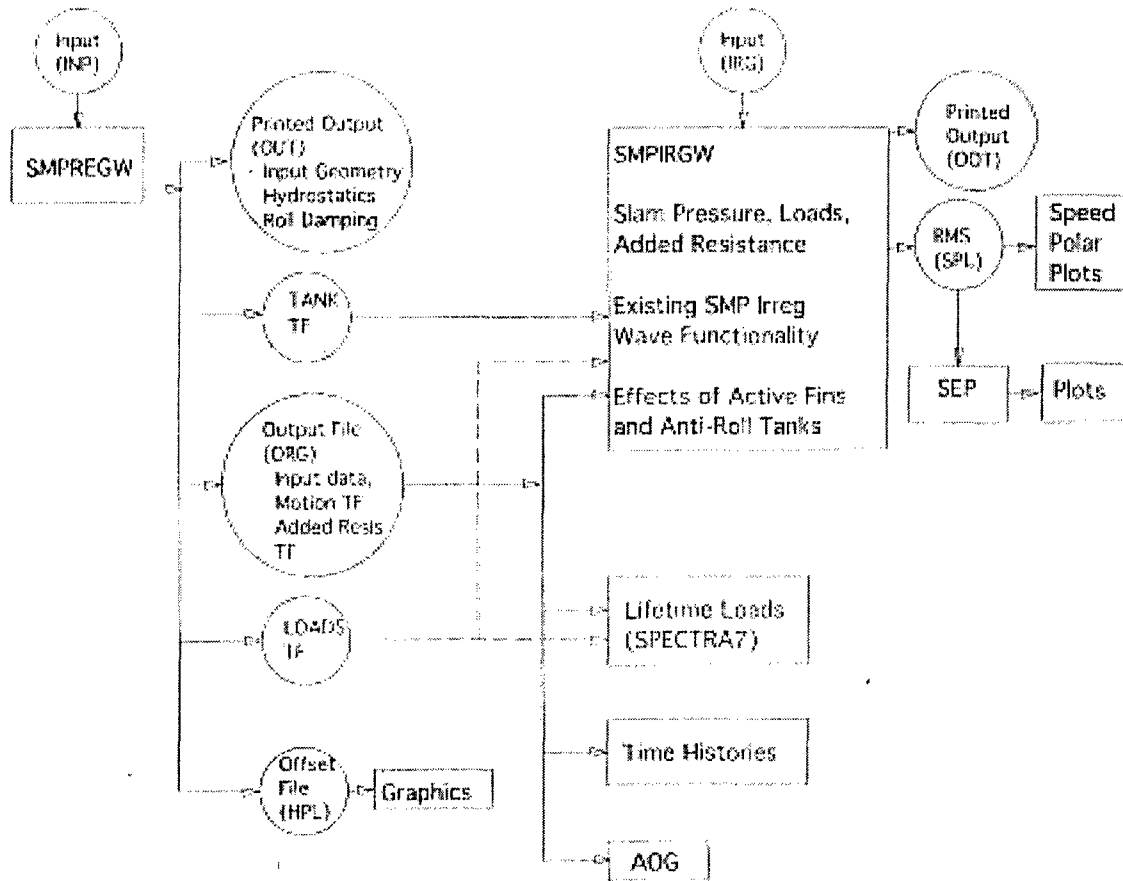 Input
(INP)
SMPREGW
Printed Output
(OUT)
- Input Geometry
Hydrostatics
Roll Damping
TANK
TF
Output File
(ORG)
Input data,
Motion TF
Added Resis
TF
LOADS
TF
Offset
File
(HPL)
Graphics
Input
(IRG)
SMPIRGW
Slam Pressure, Loads,
Added Resistance
Existing SMP Irreg
Wave Functionality
Effects of Active Fins
and Anti-Roll Tanks
Printed
Output
(OOT)
RMS
(SPL)
Speed
Polar
Plots
SEP
Plots
Lifetime Loads
(SPECTRA7)
Time Histories
AOG